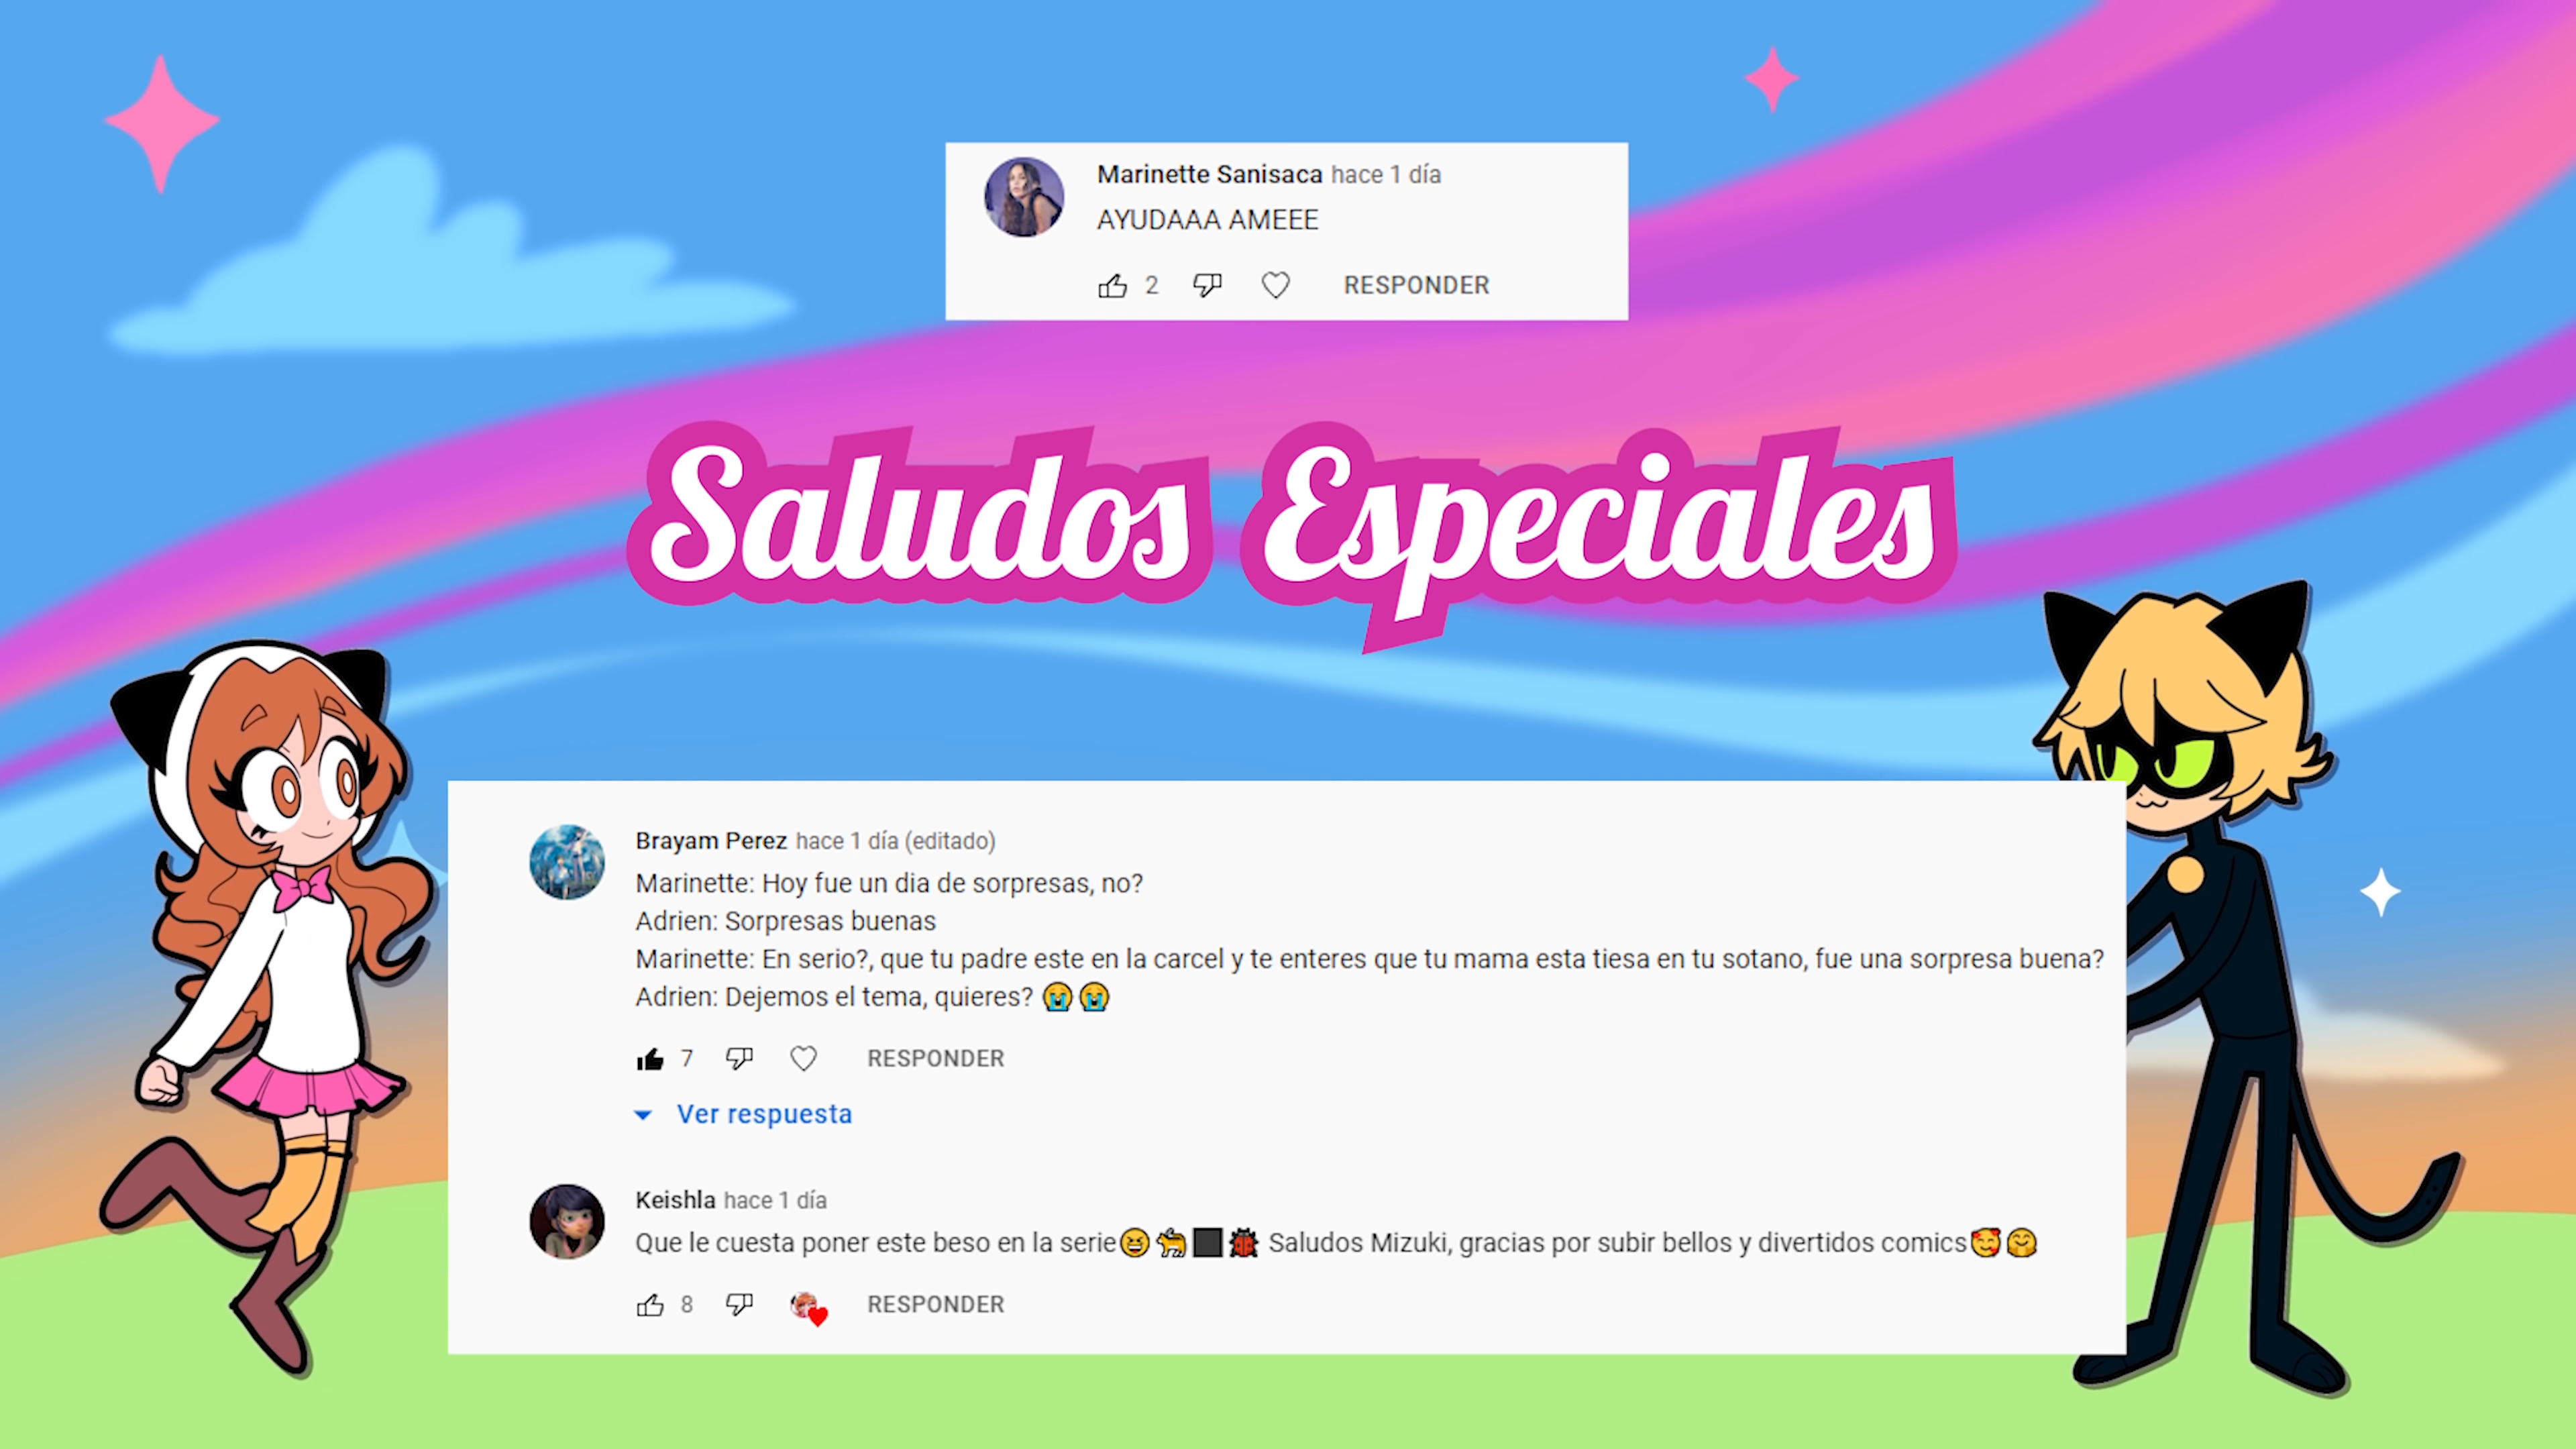 Marinette Sanisaca hace 1 día
AYUDAAA AMEEE
2 RESPONDER
Saludos Especiales
Brayam Perez hace 1 día (editado)
Marinette: Hoy fue un dia de sorpresas, no?
Adrien: Sorpresas buenas
Marinette: En serio?, que tu padre este en la carcel y te enteres que tu mama esta tiesa en tu sotano, fue una sorpresa buena?
Adrien: Dejemos el tema, quieres? 😭😭
7 RESPONDER
Ver respuesta
Keishla hace 1 día
Que le cuesta poner este beso en la serie😆🐈⬛🐞 Saludos Mizuki, gracias por subir bellos y divertidos comics🥰🤗
8 RESPONDER